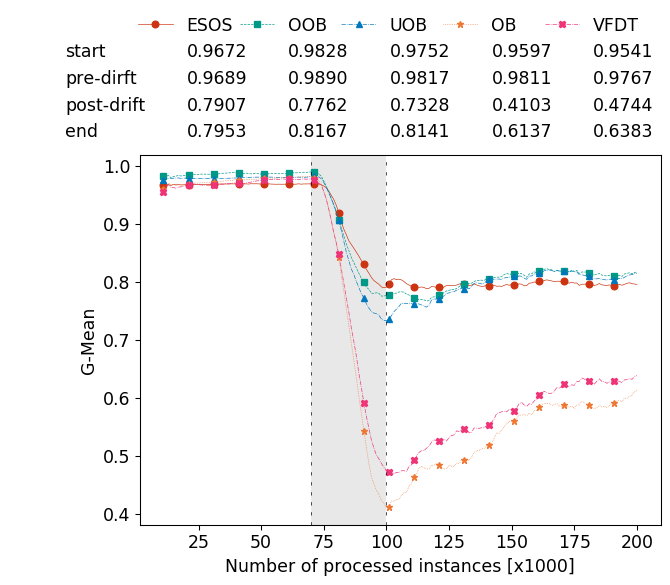 ESOS OOB UOB OB VFDT
start 0.9672 0.9828 0.9752 0.9597 0.9541
pre-dirft 0.9689 0.9890 0.9817 0.9811 0.9767
post-drift 0.7907 0.7762 0.7328 0.4103 0.4744
end 0.7953 0.8167 0.8141 0.6137 0.6383
1.0
0.9
0.8
0.7
0.6
0.5
0.4
G-Mean
25 50 75 100 125 150 175 200
Number of processed instances [x1000]